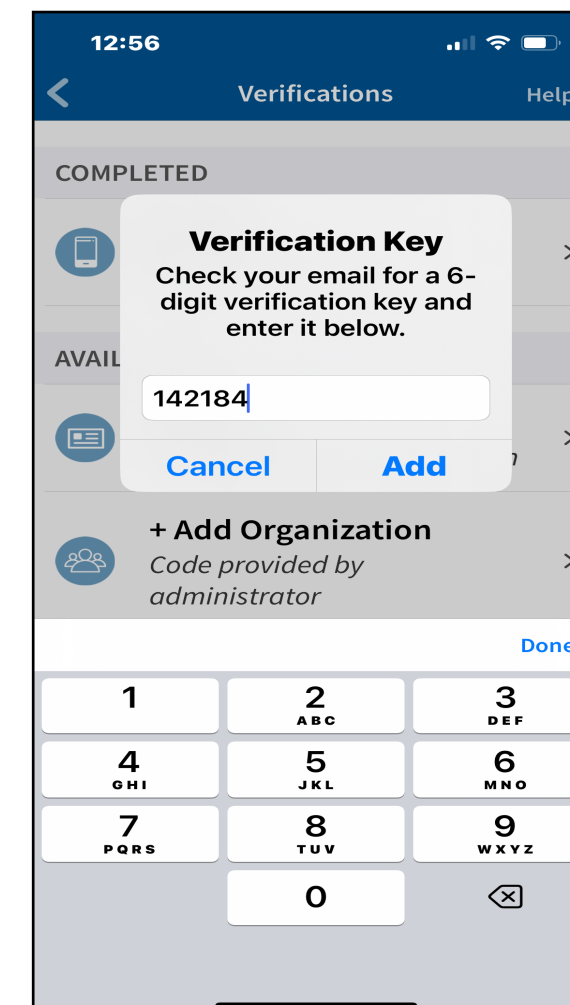 12:56
Verifications
Help
COMPLETED
Verification Key
Check your email for a 6-
digit verification key and
enter it below.
AVAIL
142184
Cancel
Add
n
+ Add Organization
Code provided by
administrator
Done
1
2
ABC
3
DEF
4
GHI
5
JKL
6
MNO
7
PQRS
8
TUV
9
WXYZ
0